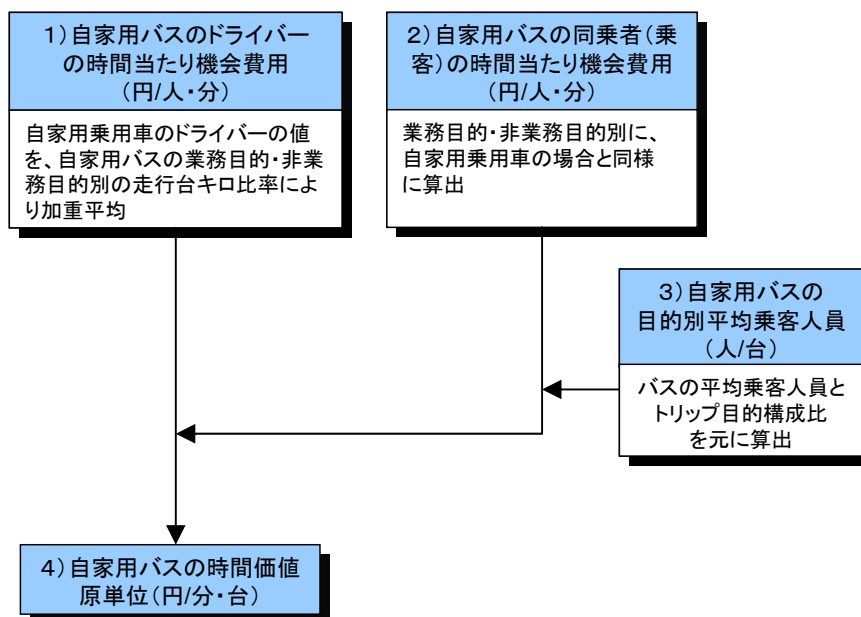 1)自家用バスのドライバー
の時間当たり機会費用
(円/人・分)
自家用乗用車のドライバーの値
を、自家用バスの業務目的・非業
務目的別の走行台キロ比率によ
り加重平均
2)自家用バスの同乗者(乗
客)の時間当たり機会費用
(円/人・分)
業務目的・非業務目的別に、
自家用乗用車の場合と同様
に算出
3)自家用バスの
目的別平均乗客人員
(人/台)
バスの平均乗客人員と
トリップ目的構成比
を元に算出
4)自家用バスの時間価値
原単位(円/分・台)